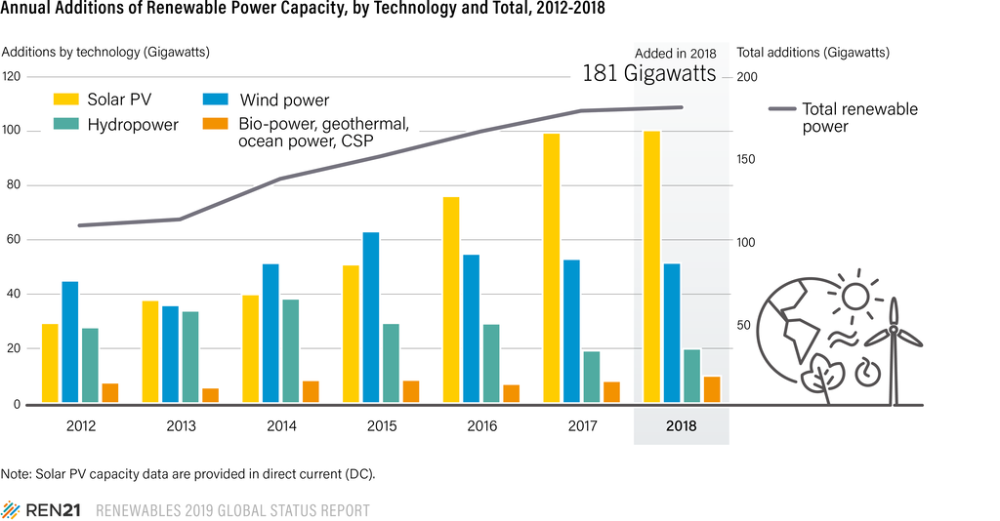 Annual Additions of Renewable Power Capacity, by Technology and Total, 2012-2018
Additions by technology (Gigawatts)
Added in 2018
181 Gigawatts
Total additions (Gigawatts)
120
100
80
60
40
20
0
Solar PV
Wind power
Hydropower
Bio-power, geothermal,
ocean power, CSP
200
150
100
50
Total renewable
power
2012
2013
2014
2015
2016
2017
2018
Note: Solar PV capacity data are provided in direct current (DC).
REN21 RENEWABLES 2019 GLOBAL STATUS REPORT